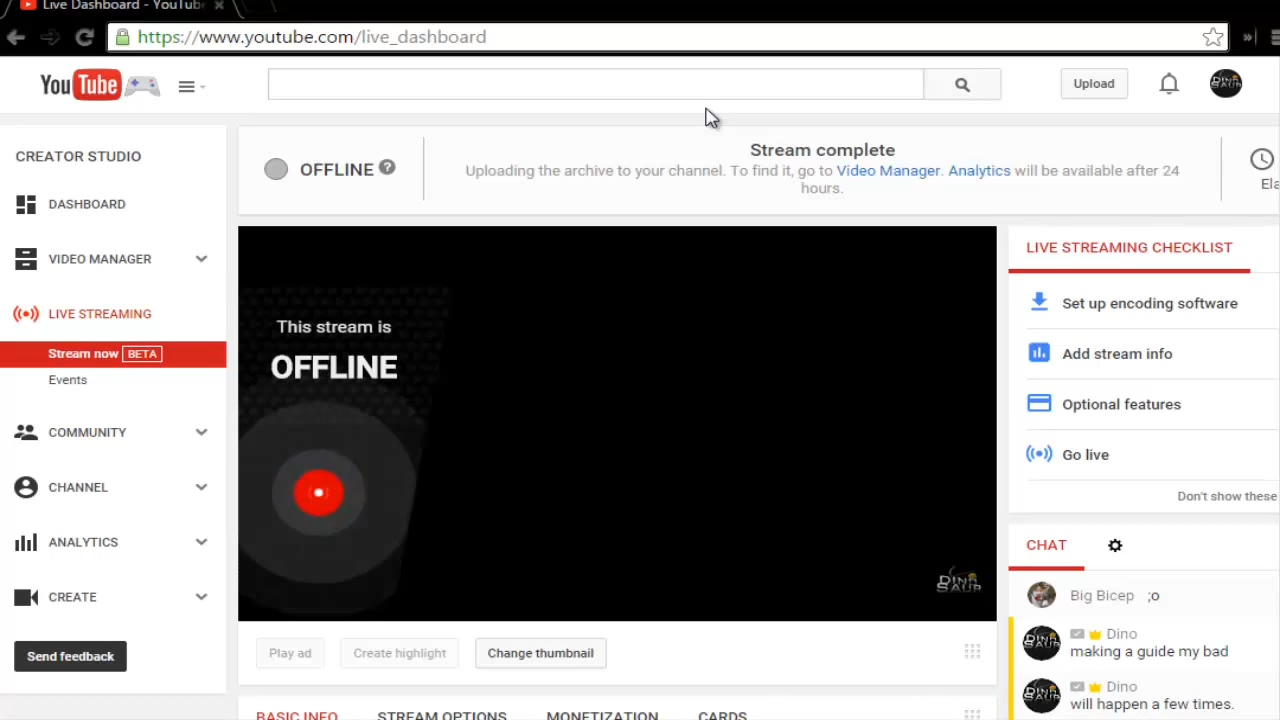 Live Dashboard - YouTub
https://www.youtube.com/live_dashboard
YouTube
Upload
CREATOR STUDIO
DASHBOARD
VIDEO MANAGER
LIVE STREAMING
Stream now BETA
Events
COMMUNITY
CHANNEL
ANALYTICS
CREATE
Send feedback
OFFLINE ?
Stream complete
Uploading the archive to your channel. To find it, go to Video Manager. Analytics will be available after 24
hours.
Ela
This stream is
OFFLINE
DINO
SAUR
Play ad
Create highlight
Change thumbnail
BASIC INFO
STREAM OPTIONS
MONETIZATION
CARDS
LIVE STREAMING CHECKLIST
Set up encoding software
Add stream info
Optional features
Go live
Don't show these
CHAT
Big Bicep ;o
Dino
making a guide my bad
Dino
will happen a few times.